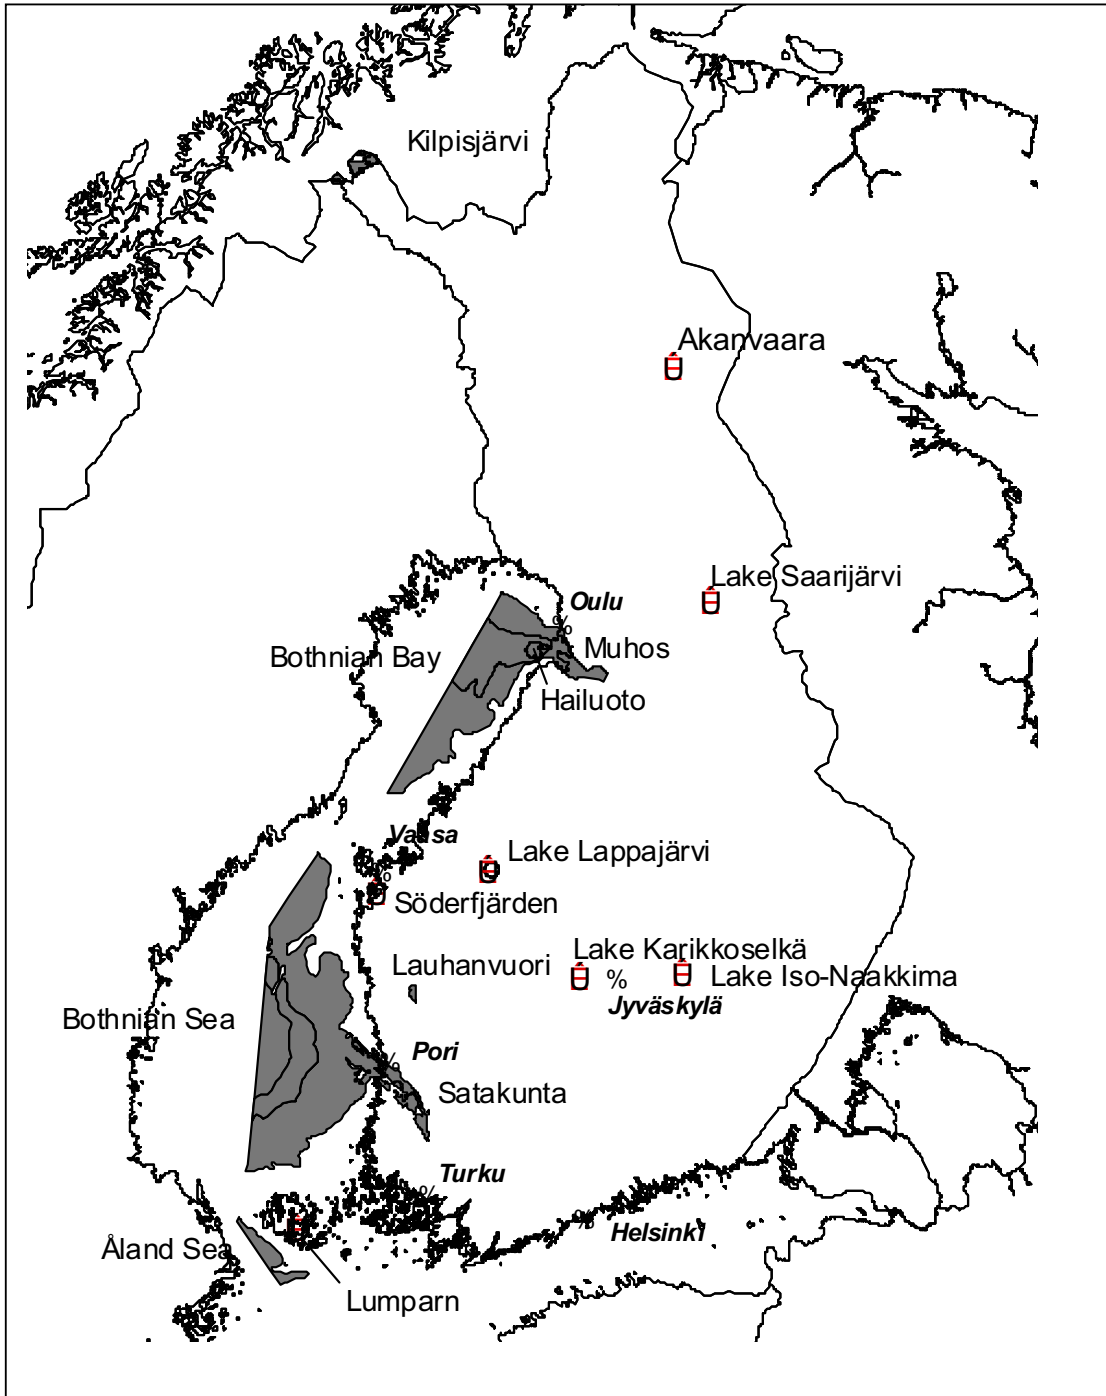 Kilpisjärvi
Akanvaara
Lake Saarijärvi
Oulu
%
Muhos
Bothnian Bay
Hailuoto
Vaasa
%
Lake Lappajärvi
Söderfjärden
Lake Karikkoselkä
Lauhanvuori
%
Lake Iso-Naakkima
Jyväskylä
Bothnian Sea
Pori
%
Satakunta
Turku
%
%
Helsinki
Åland Sea
Lumparn